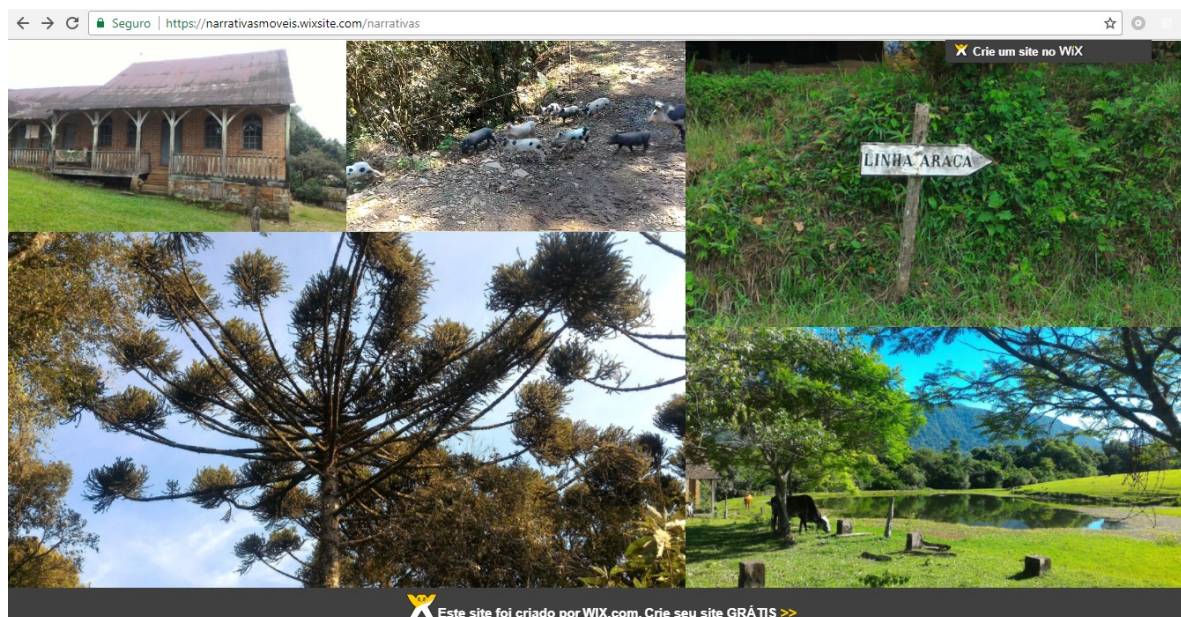 Seguro
https://narrativasmoveis.wixsite.com/narrativas
Crie um site no WiX
LINHA ARAÇA
Este site foi criado por WIX.com. Crie seu site GRÁTIS >>